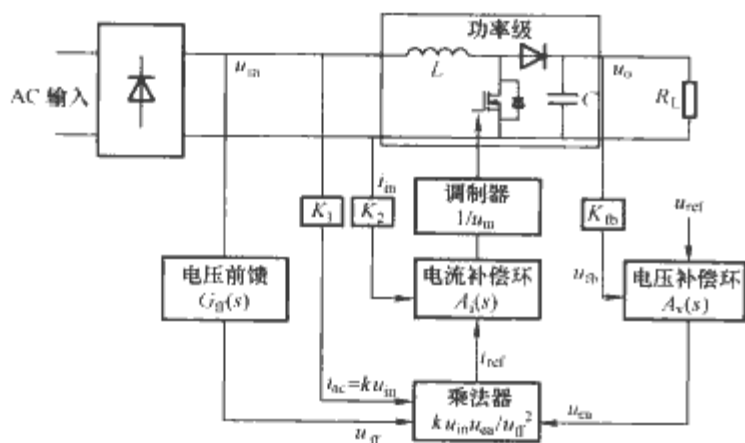 功率级
u_in
L
C
u_o
R_L
AC 输入
i_in
K_1
K_2
调制器
1/u_m
K_fb
u_ref
电压前馈
G_ff(s)
电流补偿环
A_i(s)
u_fb
电压补偿环
A_v(s)
i_ref
i_ac=ku_in
乘法器
ku_in u_ea/u_ff^2
u_ea
u_ff